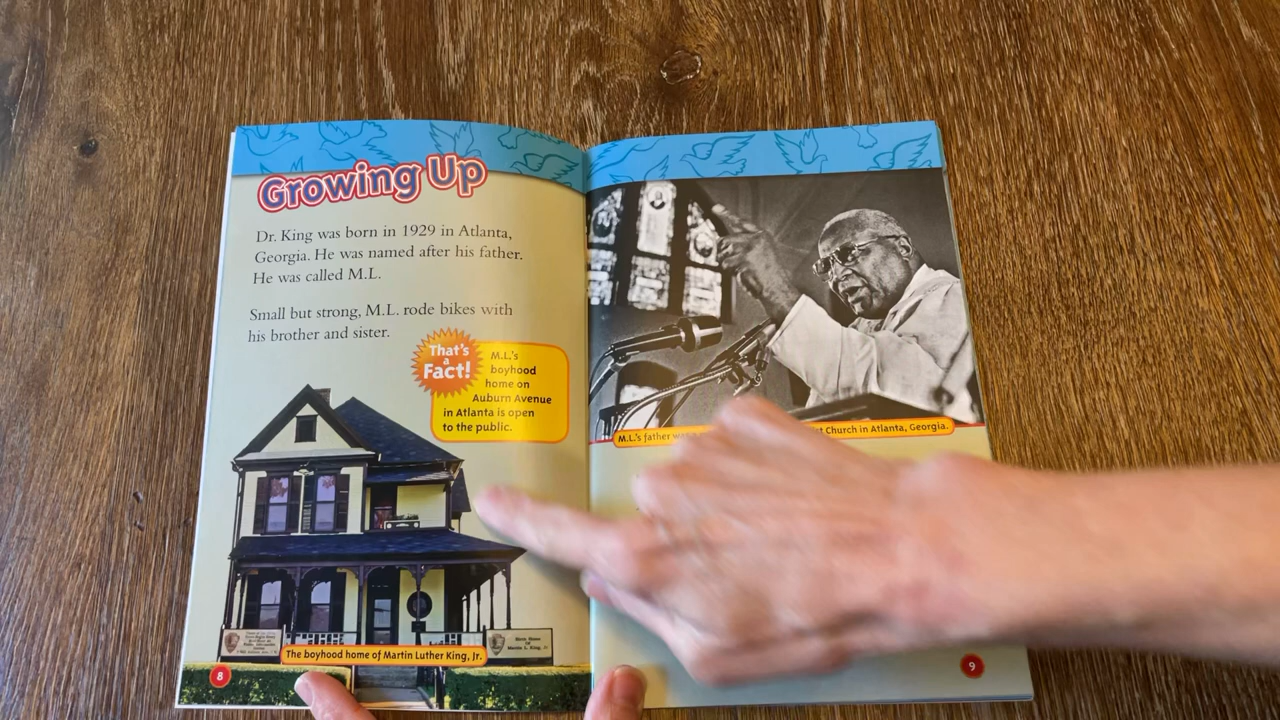 Growing Up
Dr. King was born in 1929 in Atlanta,
Georgia. He was named after his father.
He was called M.L.
Small but strong, M.L. rode bikes with
his brother and sister.
That's
a
Fact!
M.L.'s
boyhood
home on
Auburn Avenue
in Atlanta is open
to the public.
The boyhood home of Martin Luther King, Jr.
8
M.L.'s father Church in Atlanta, Georgia.
9